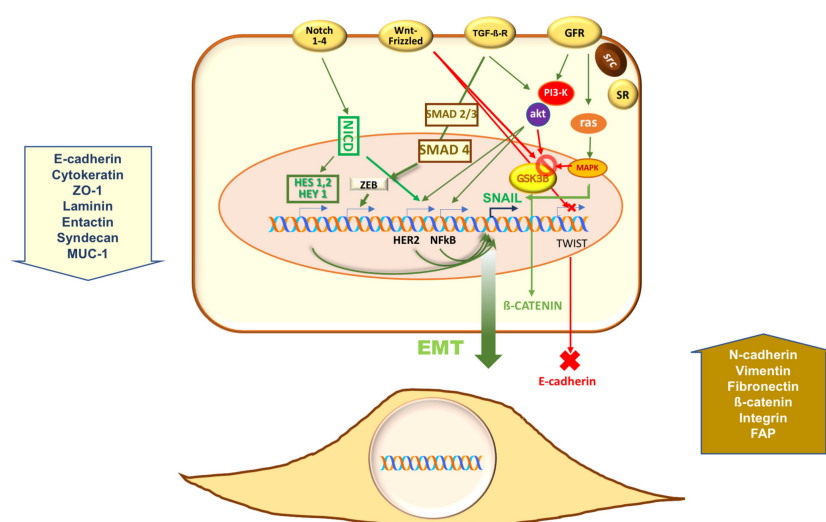 Notch
1-4
Wnt-
Frizzled
TGF-ß-R
GFR
src
SR
PI3-K
akt
ras
SMAD 2/3
SMAD 4
NICD
MAPK
GSK3B
HES 1,2
HEY 1
ZEB
SNAIL
HER2
NFkB
TWIST
ß-CATENIN
EMT
E-cadherin
E-cadherin
Cytokeratin
ZO-1
Laminin
Entactin
Syndecan
MUC-1
N-cadherin
Vimentin
Fibronectin
ß-catenin
Integrin
FAP